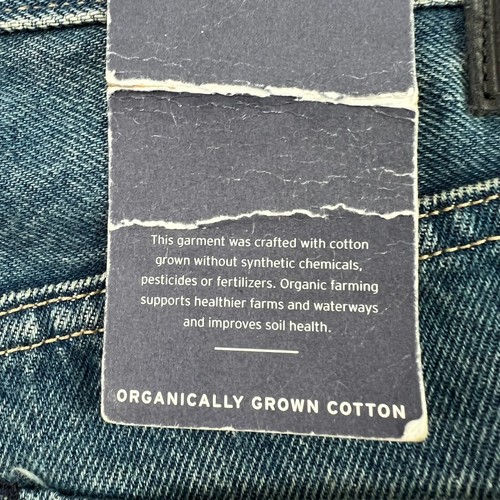 This garment was crafted with cotton
grown without synthetic chemicals,
pesticides or fertilizers. Organic farming
supports healthier farms and waterways
and improves soil health.
ORGANICALLY GROWN COTTON